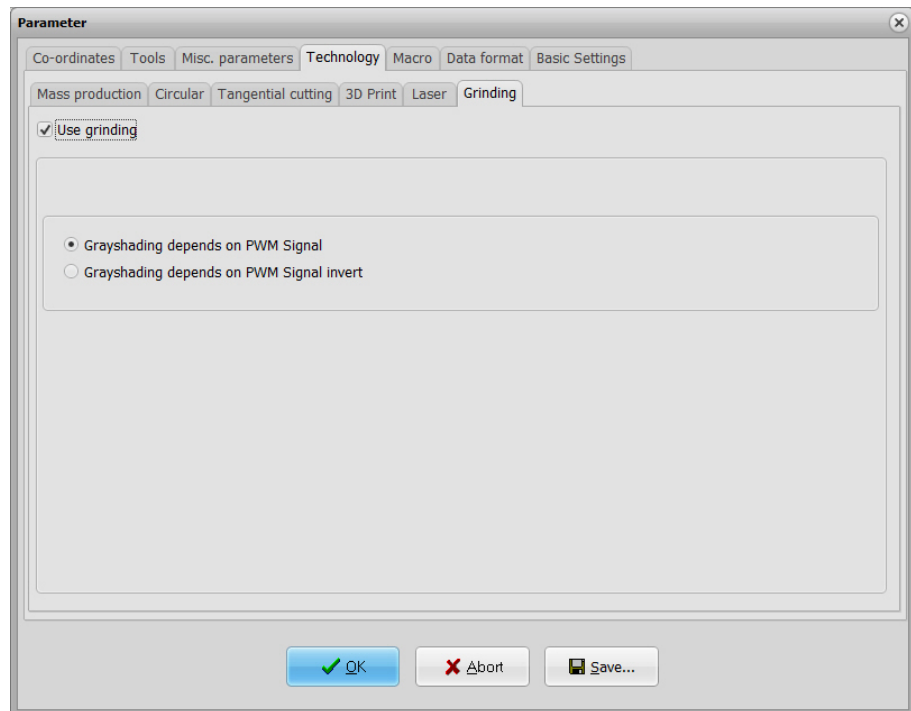 Parameter
Co-ordinates Tools Misc. parameters Technology Macro Data format Basic Settings
Mass production Circular Tangential cutting 3D Print Laser Grinding
Use grinding
Grayshading depends on PWM Signal
Grayshading depends on PWM Signal invert
OK Abort Save...